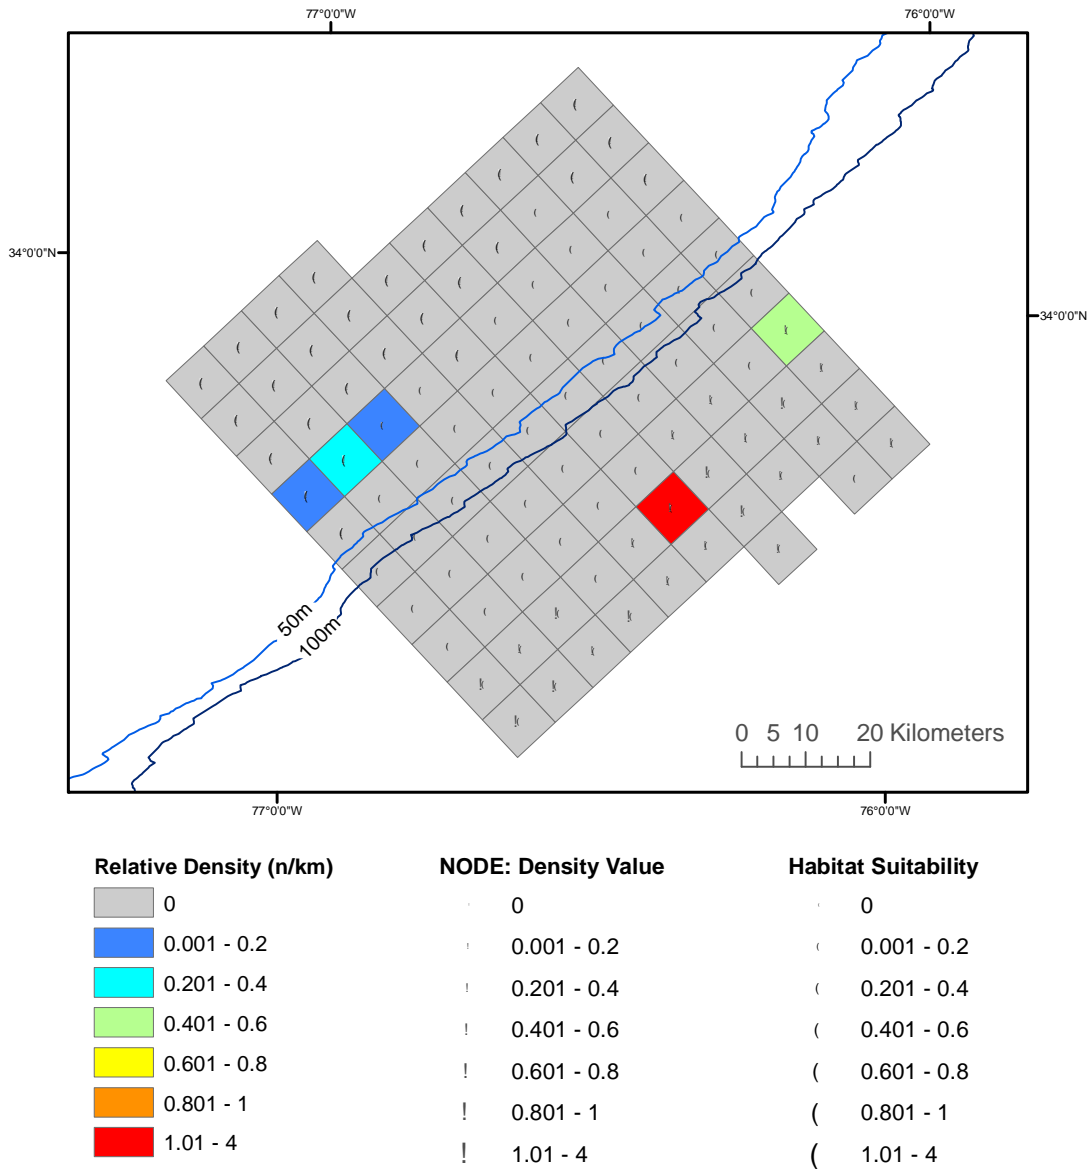 77°0'0"W 76°0'0"W
34°0'0"N
34°0'0"N
50m
100m
0 5 10 20 Kilometers
77°0'0"W 76°0'0"W
Relative Density (n/km) NODE: Density Value Habitat Suitability
0 0 0
0.001 - 0.2 ! 0.001 - 0.2 ( 0.001 - 0.2
0.201 - 0.4 ! 0.201 - 0.4 ( 0.201 - 0.4
0.401 - 0.6 ! 0.401 - 0.6 ( 0.401 - 0.6
0.601 - 0.8 ! 0.601 - 0.8 ( 0.601 - 0.8
0.801 - 1 ! 0.801 - 1 ( 0.801 - 1
1.01 - 4 ! 1.01 - 4 ( 1.01 - 4